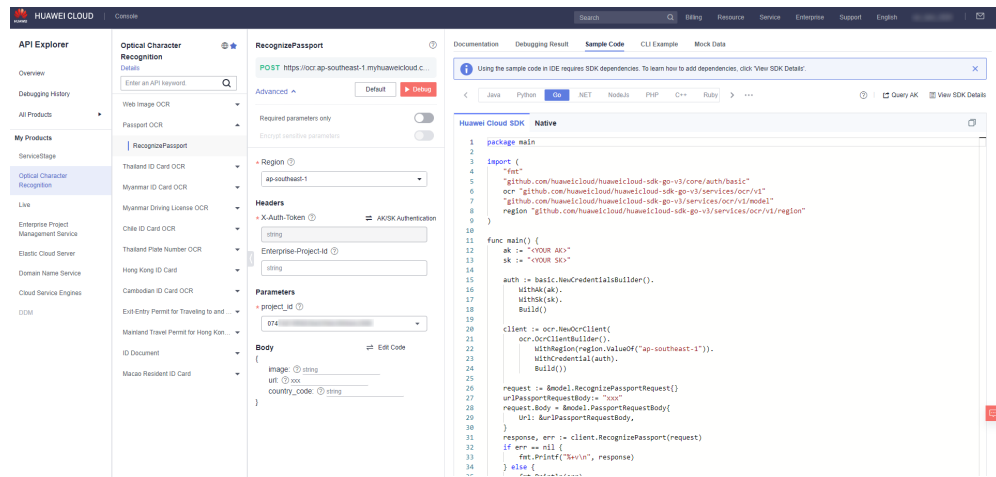 HUAWEI
HUAWEI CLOUD
Console
Search
Billing
Resource
Service
Enterprise
Support
English
API Explorer
Overview
Debugging History
All Products
My Products
ServiceStage
Optical Character
Recognition
Live
Enterprise Project
Management Service
Elastic Cloud Server
Domain Name Service
Cloud Service Engines
DDM
Optical Character
Recognition
Details
Enter an API keyword.
Web Image OCR
Passport OCR
RecognizePassport
Thailand ID Card OCR
Myanmar ID Card OCR
Myanmar Driving License OCR
Chile ID Card OCR
Thailand Plate Number OCR
Hong Kong ID Card
Cambodian ID Card OCR
Exit-Entry Permit for Traveling to and ...
Mainland Travel Permit for Hong Kon...
ID Document
Macao Resident ID Card
RecognizePassport
POST https://ocr.ap-southeast-1.myhuaweicloud.c...
Advanced
Default
Debug
Required parameters only
Encrypt sensitive parameters
* Region
ap-southeast-1
Headers
* X-Auth-Token
AK/SK Authentication
string
Enterprise-Project-Id
string
Parameters
* project_id
074
Body
Edit Code
{
image: string
url: xxx
country_code: string
}
Documentation
Debugging Result
Sample Code
CLI Example
Mock Data
Using the sample code in IDE requires SDK dependencies. To learn how to add dependencies, click 'View SDK Details'.
Java
Python
Go
.NET
NodeJs
PHP
C++
Ruby
Query AK
View SDK Details
Huawei Cloud SDK
Native
1 package main
2
3 import (
4 "fmt"
5 "github.com/huaweicloud/huaweicloud-sdk-go-v3/core/auth/basic"
6 ocr "github.com/huaweicloud/huaweicloud-sdk-go-v3/services/ocr/v1"
7 "github.com/huaweicloud/huaweicloud-sdk-go-v3/services/ocr/v1/model"
8 region "github.com/huaweicloud/huaweicloud-sdk-go-v3/services/ocr/v1/region"
9 )
10
11 func main() {
12 ak := "<YOUR AK>"
13 sk := "<YOUR SK>"
14
15 auth := basic.NewCredentialsBuilder().
16 WithAk(ak).
17 WithSk(sk).
18 Build()
19
20 client := ocr.NewOcrClient(
21 ocr.OcrClientBuilder().
22 WithRegion(region.ValueOf("ap-southeast-1")).
23 WithCredential(auth).
24 Build())
25
26 request := &model.RecognizePassportRequest{}
27 urlPassportRequestBody:= "xxx"
28 request.Body = &model.PassportRequestBody{
29 Url: &urlPassportRequestBody,
30 }
31 response, err := client.RecognizePassport(request)
32 if err == nil {
33 fmt.Printf("%+v\n", response)
34 } else {